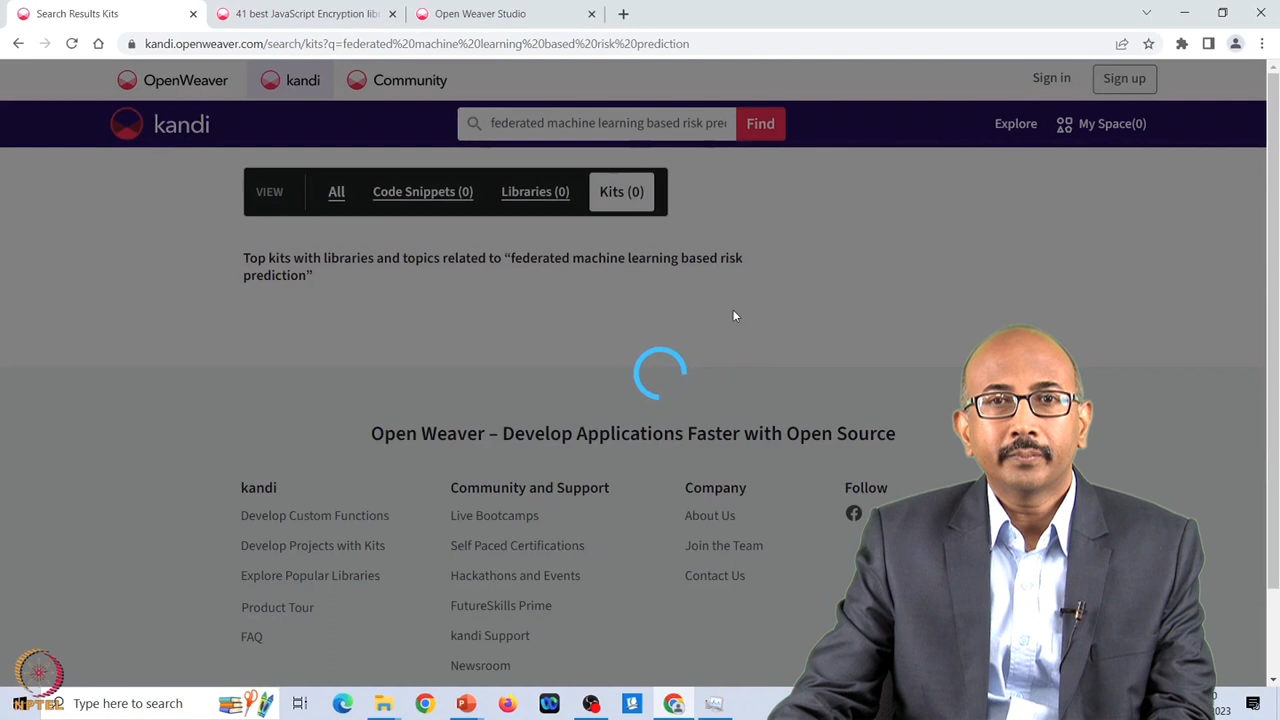 Search Results Kits
41 best JavaScript Encryption lib
Open Weaver Studio
kandi.openweaver.com/search/kits?q=federated%20machine%20learning%20based%20risk%20prediction
OpenWeaver
kandi
Community
Sign in
Sign up
kandi
federated machine learning based risk pred
Find
Explore
My Space(0)
VIEW
All
Code Snippets (0)
Libraries (0)
Kits (0)
Top kits with libraries and topics related to “federated machine learning based risk
prediction”
Open Weaver – Develop Applications Faster with Open Source
kandi
Develop Custom Functions
Develop Projects with Kits
Explore Popular Libraries
Product Tour
FAQ
Community and Support
Live Bootcamps
Self Paced Certifications
Hackathons and Events
FutureSkills Prime
kandi Support
Newsroom
Company
About Us
Join the Team
Contact Us
Follow
NPTEL
Type here to search